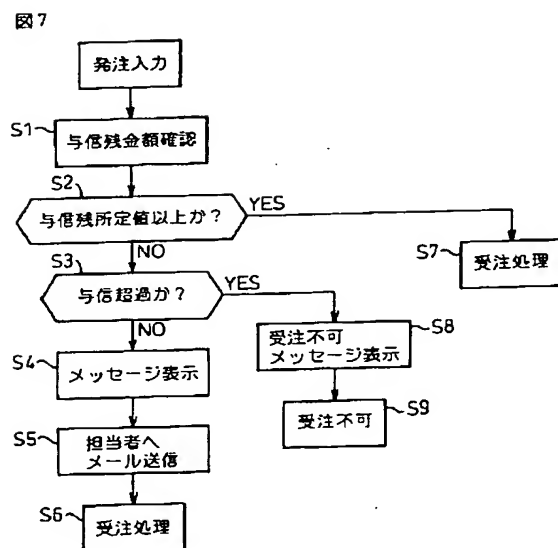 図7
発注入力
S1
与信残金額確認
S2
与信残所定値以上か?
YES
NO
S7
受注処理
S3
与信超過か?
YES
NO
S8
受注不可
メッセージ表示
S9
受注不可
S4
メッセージ表示
S5
担当者へ
メール送信
S6
受注処理